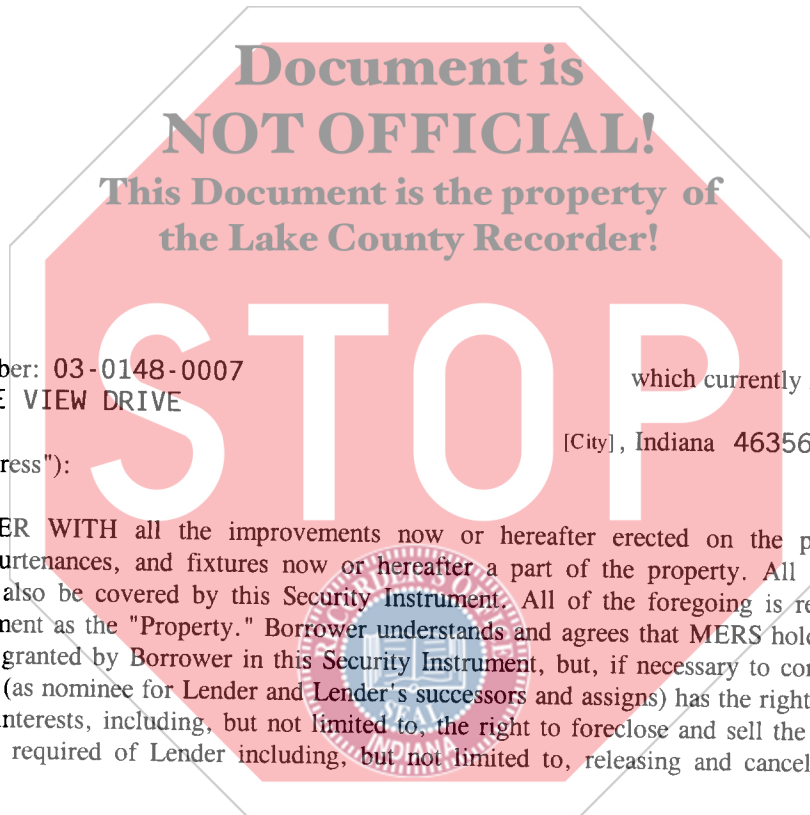 Document is
NOT OFFICIAL!
This Document is the property of
the Lake County Recorder!
STOP
ber: 03-0148-0007 which currently
E VIEW DRIVE
[City], Indiana 46356
ress"):
ER WITH all the improvements now or hereafter erected on the p
urtenances, and fixtures now or hereafter a part of the property. All
also be covered by this Security Instrument. All of the foregoing is re
nent as the "Property." Borrower understands and agrees that MERS hol
granted by Borrower in this Security Instrument, but, if necessary to co
(as nominee for Lender and Lender's successors and assigns) has the right
nterests, including, but not limited to, the right to foreclose and sell the
required of Lender including, but not limited to, releasing and cancel
RECORDER'S OFFICE
SEAL
INDIANA